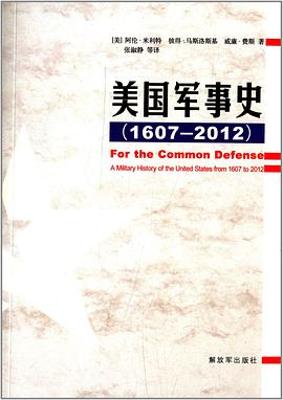 [美] 阿伦·米利特 彼得·马斯洛斯基 威廉·费斯 著
张淑静 等译
美国军事史
(1607—2012)
For the Common Defense
A Military History of the United States from 1607 to 2012
解放军出版社